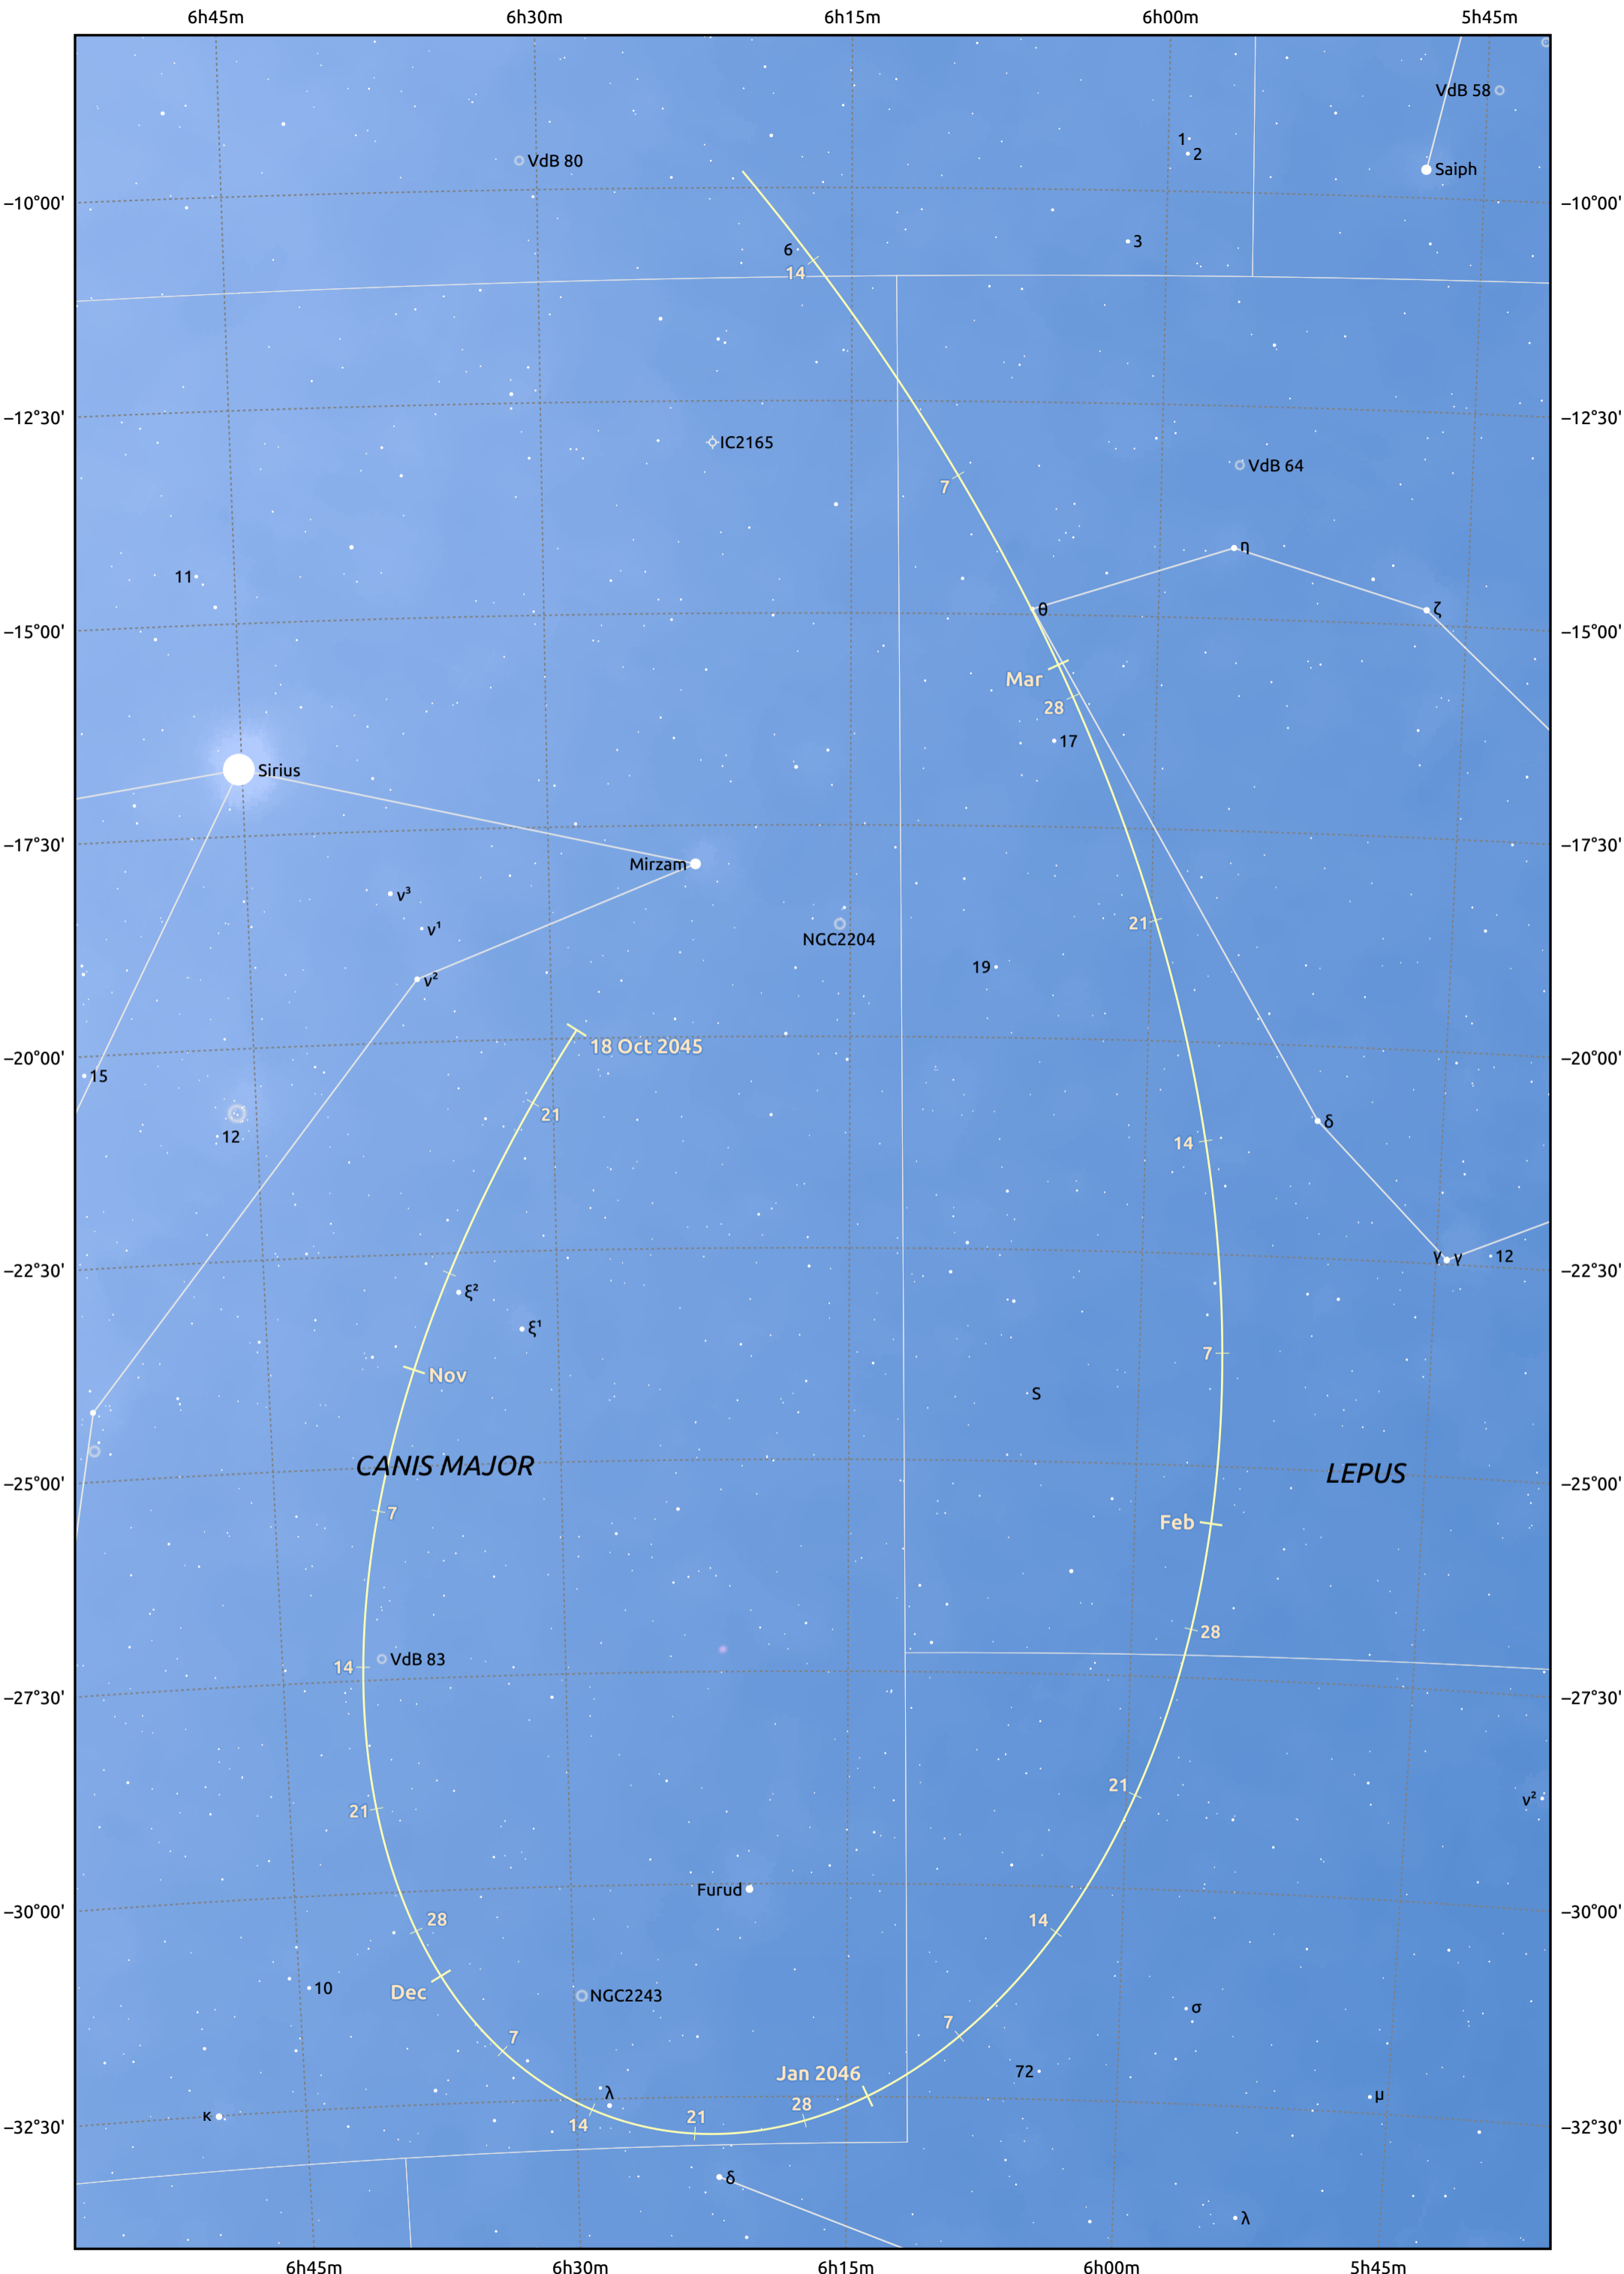 6h45m 6h30m 6h15m 6h00m 5h45m
VdB 58
1
2
VdB 80
Saiph
−10°00' −10°00'
3
6
14
−12°30' −12°30'
IC2165
VdB 64
7
η
11
θ
ζ
−15°00' −15°00'
Mar
28
17
Sirius
−17°30' −17°30'
Mirzam
ν³
ν¹
21
NGC2204
19
ν²
18 Oct 2045
−20°00' −20°00'
15
21
δ
12
14
γ γ 12
−22°30' −22°30'
ξ²
ξ¹
7
Nov
S
CANIS MAJOR
LEPUS
−25°00' −25°00'
7
Feb
28
VdB 83
14
−27°30' −27°30'
21
ν²
21
Furud
−30°00' −30°00'
28
14
10
Dec
NGC2243
σ
7
7
72
Jan 2046
λ
μ
κ
28
21
14
−32°30' −32°30'
δ
λ
6h45m 6h30m 6h15m 6h00m 5h45m